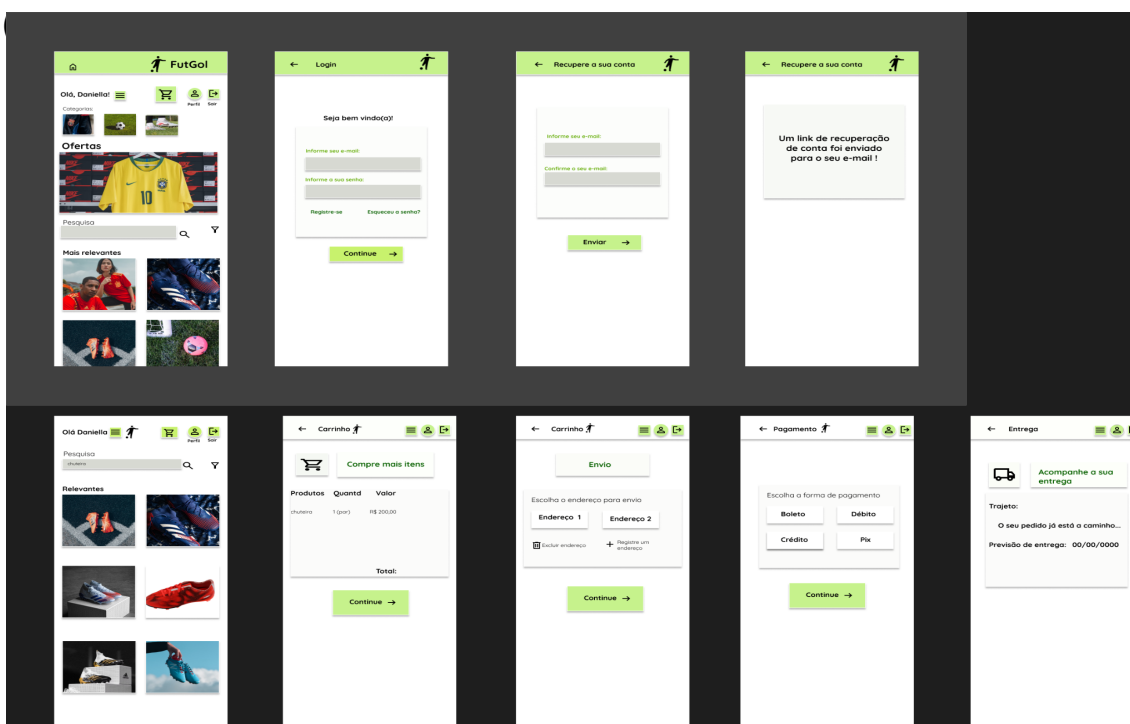 FutGol
Olá, Daniella!
Perfil
Sair
Categorias:
Ofertas
10
Pesquisa
Mais relevantes
Login
Seja bem vindo(a)!
Informe seu e-mail:
Informe a sua senha:
Registre-se
Esqueceu a senha?
Continue
Recupere a sua conta
Informe seu e-mail:
Confirme o seu e-mail:
Enviar
Recupere a sua conta
Um link de recuperação
de conta foi enviado
para o seu e-mail !
Olá Daniella
Perfil
Sair
Pesquisa
chuteira
Relevantes
Carrinho
Compre mais itens
Produtos Quantd Valor
chuteira 1 (par) R$ 200,00
Total:
Continue
Carrinho
Envio
Escolha o endereço para envio
Endereço 1
Endereço 2
Excluir endereço
Registre um
endereço
Continue
Pagamento
Escolha a forma de pagamento
Boleto
Débito
Crédito
Pix
Continue
Entrega
Acompanhe a sua
entrega
Trajeto:
O seu pedido já está a caminho...
Previsão de entrega: 00/00/0000